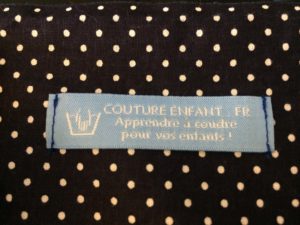 COUTURE ENFANT . FR
Apprendre à coudre
pour vos enfants !